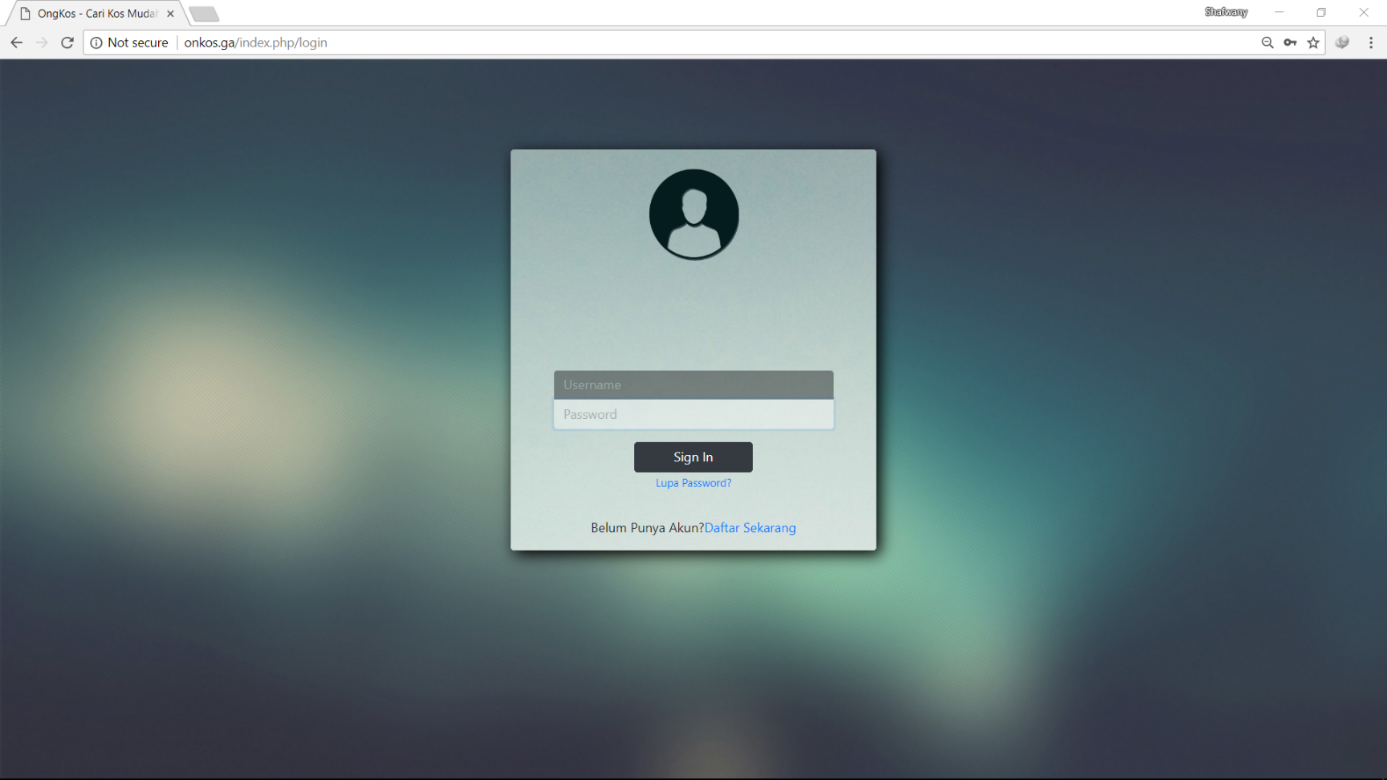 OngKos - Cari Kos Mudah
Shafwany
Not secure
onkos.ga/index.php/login
Username
Password
Sign In
Lupa Password?
Belum Punya Akun?Daftar Sekarang